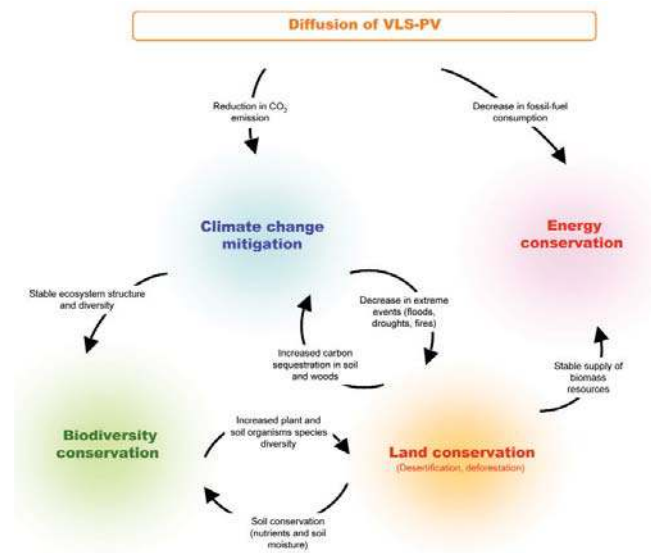 Diffusion of VLS-PV
Reduction in CO2
emission
Decrease in fossil-fuel
consumption
Climate change
mitigation
Energy
conservation
Stable ecosystem structure
and diversity
Decrease in extreme
events (floods,
droughts, fires)
Increased carbon
sequestration in soil
and woods
Stable supply of
biomass
resources
Increased plant and
soil organisms species
diversity
Biodiversity
conservation
Land conservation
(Desertification, deforestation)
Soil conservation
(nutrients and soil
moisture)